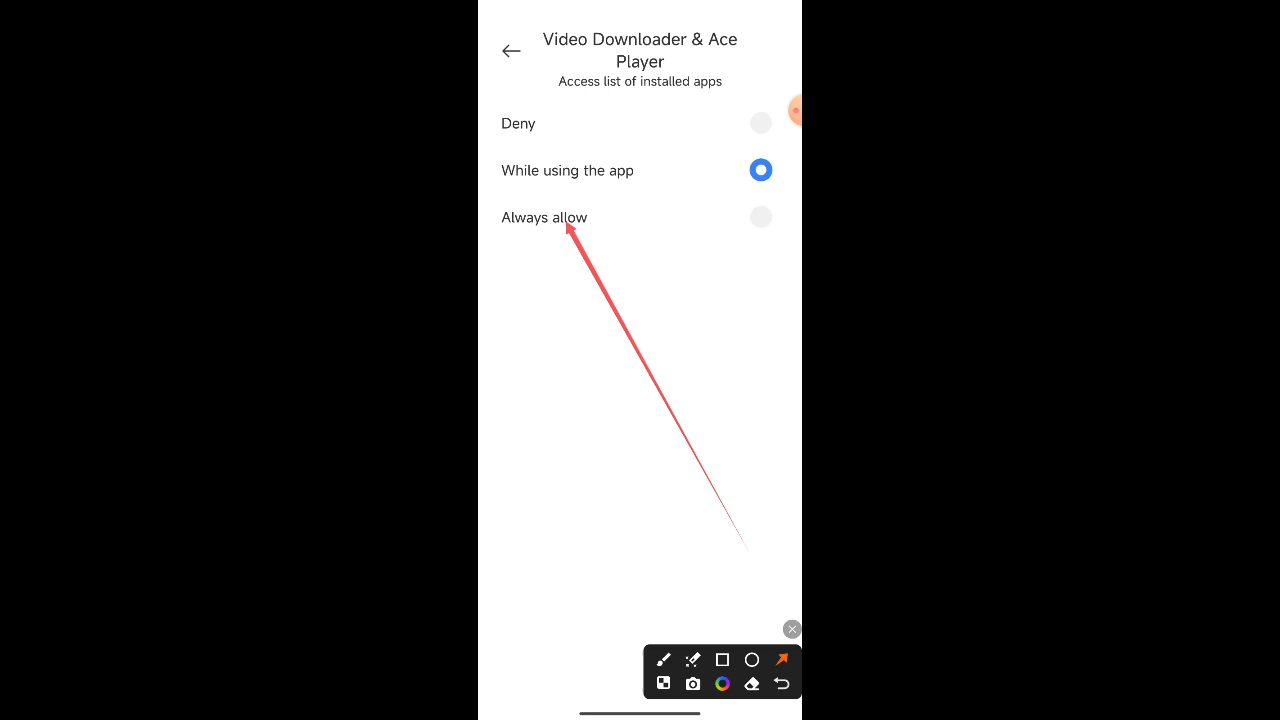 Video Downloader & Ace
Player
Access list of installed apps
Deny
While using the app
Always allow